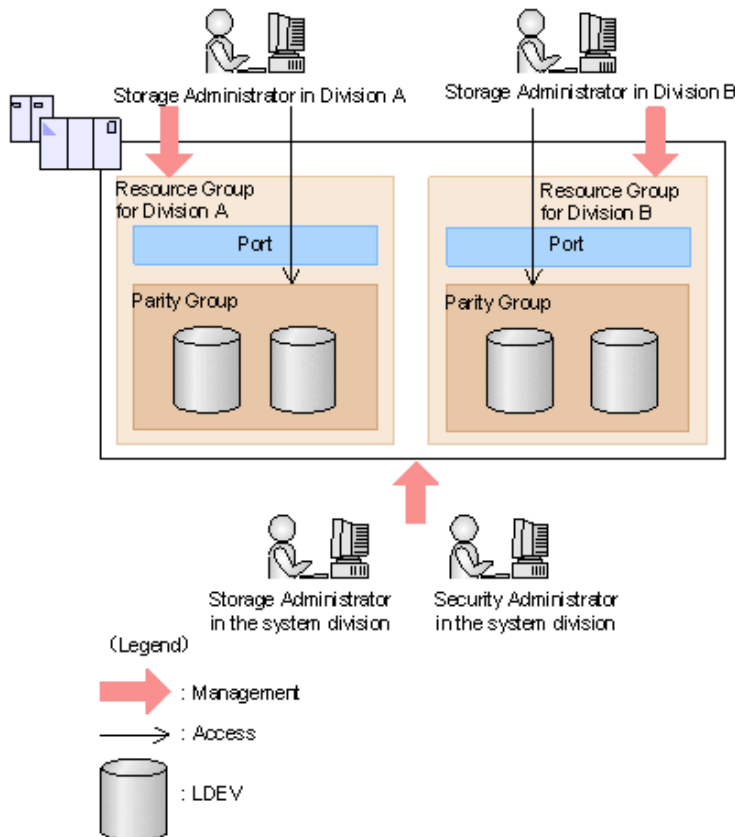 Storage Administrator in Division A
Storage Administrator in Division B
Resource Group
for Division A
Port
Parity Group
Resource Group
for Division B
Port
Parity Group
Storage Administrator
in the system division
Security Administrator
in the system division
(Legend)
: Management
: Access
: LDEV